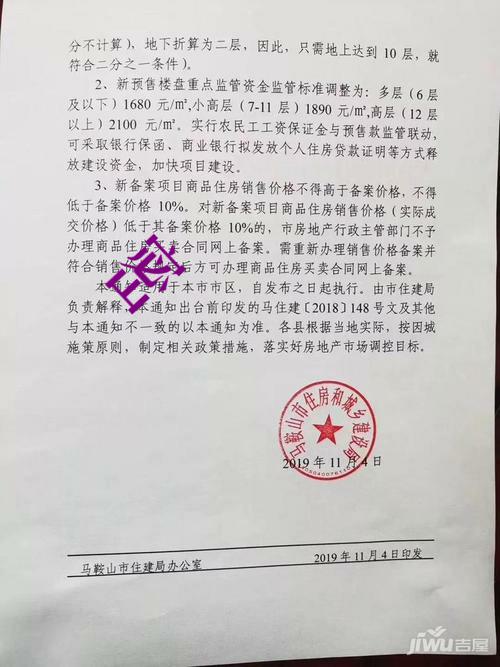 分不计算），地下折算为二层，因此，只需地上达到 10 层，就
符合二分之一条件）。
2、新预售楼盘重点监管资金监管标准调整为：多层（6 层
及以下）1680 元/㎡,小高层（7-11 层）1890 元/㎡,高层（12 层
以上）2100 元/㎡。实行农民工工资保证金与预售款监管联动，
可采取银行保函、商业银行拟发放个人住房贷款证明等方式释
放建设资金，加快项目建设。
3、新备案项目商品住房销售价格不得高于备案价格，不得
低于备案价格 10%。对新备案项目商品住房销售价格（实际成
交价格）低于其备案价格 10%的，市房地产行政主管部门不予
办理商品住房买卖合同网上备案。需重新办理销售价格备案并
符合销售价 后方可办理商品住房买卖合同网上备案。
本通 适用于本市市区，自发布之日起执行。由市住建局
负责解释，本通知出台前印发的马住建〔2018〕148 号文及其他
与本通知不一致的以本通知为准。各县根据当地实际，按因城
施策原则，制定相关政策措施，落实好房地产市场调控目标。
马鞍山市住房和城乡建设局
2019 年 11 月 4 日
马鞍山市住建局办公室 2019 年 11 月 4 日印发
JIWU吉屋